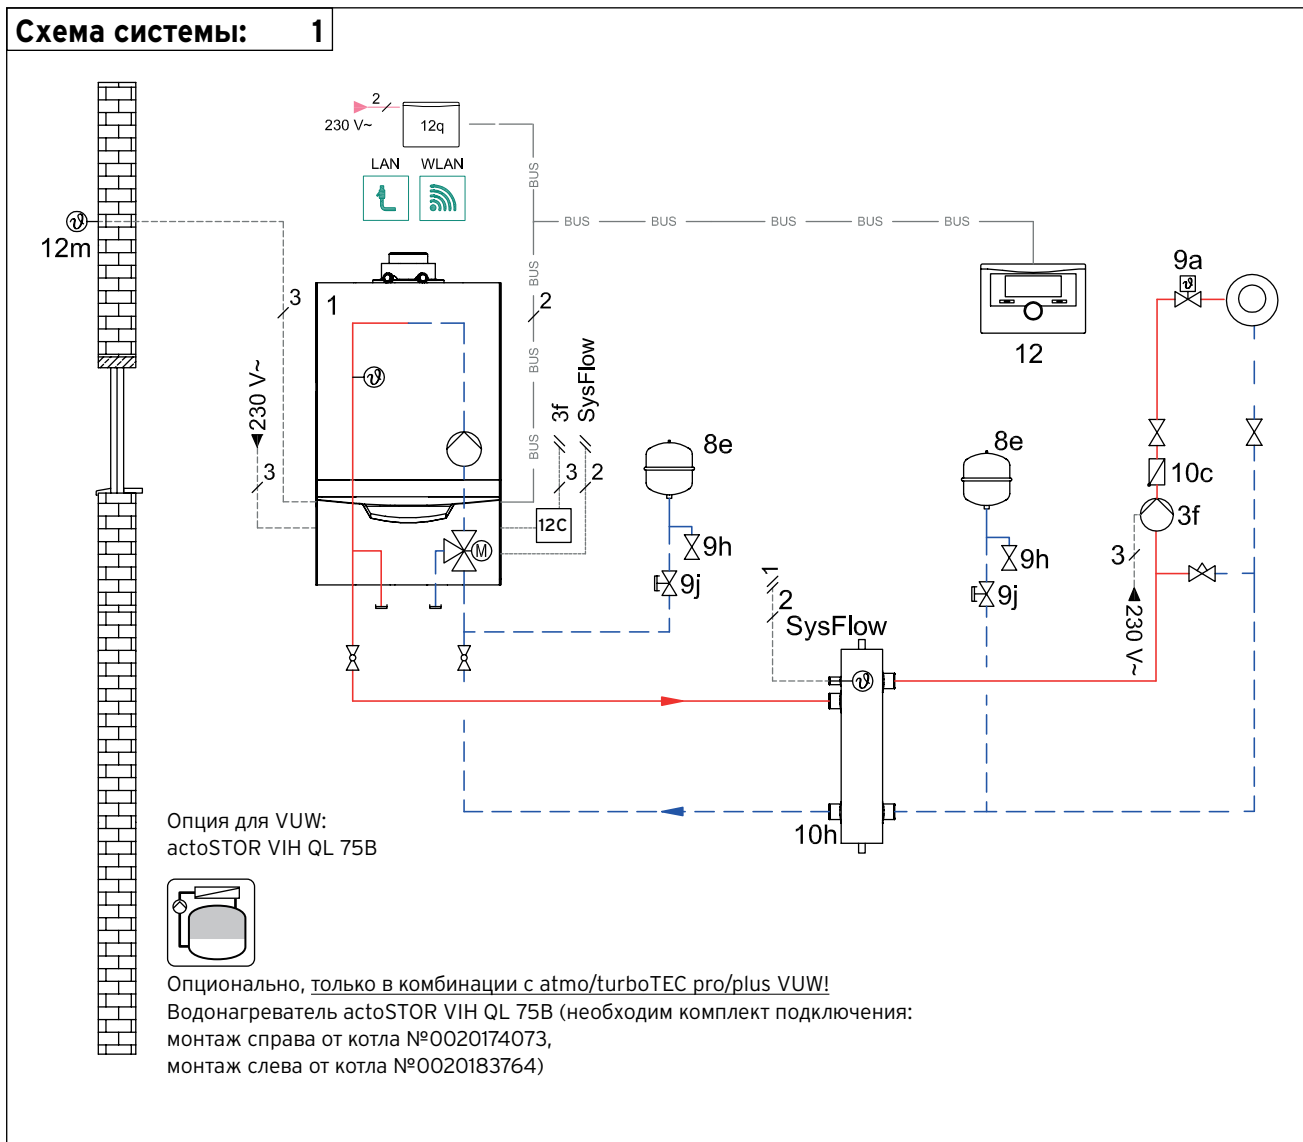 Схема системы: 1
2
230 V~
12q
LAN WLAN
BUS
BUS BUS BUS BUS BUS
12m
9a
BUS
3
1
2
12
BUS
230 V~
3f
SysFlow
BUS
8e
8e
3
3
2
10c
3f
12C
M
9h
9j
9h
9j
3
230 V~
1
2
SysFlow
10h
Опция для VUW:
actoSTOR VIH QL 75B
Опционально, только в комбинации с atmo/turboTEC pro/plus VUW!
Водонагреватель actoSTOR VIH QL 75B (необходим комплект подключения:
монтаж справа от котла №0020174073,
монтаж слева от котла №0020183764)